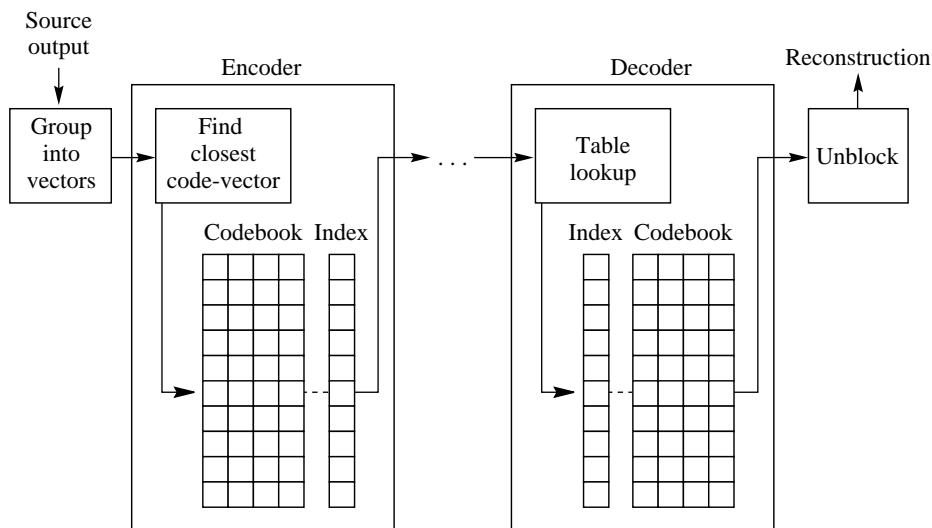 Source
output
Encoder
Decoder
Reconstruction
Group
into
vectors
Find
closest
code-vector
. . .
Table
lookup
Unblock
Codebook
Index
Index
Codebook